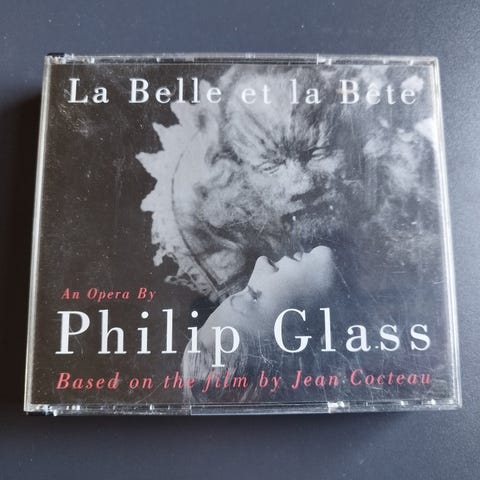 La Belle et la Bête
An Opera By
Philip Glass
Based on the film by Jean Cocteau